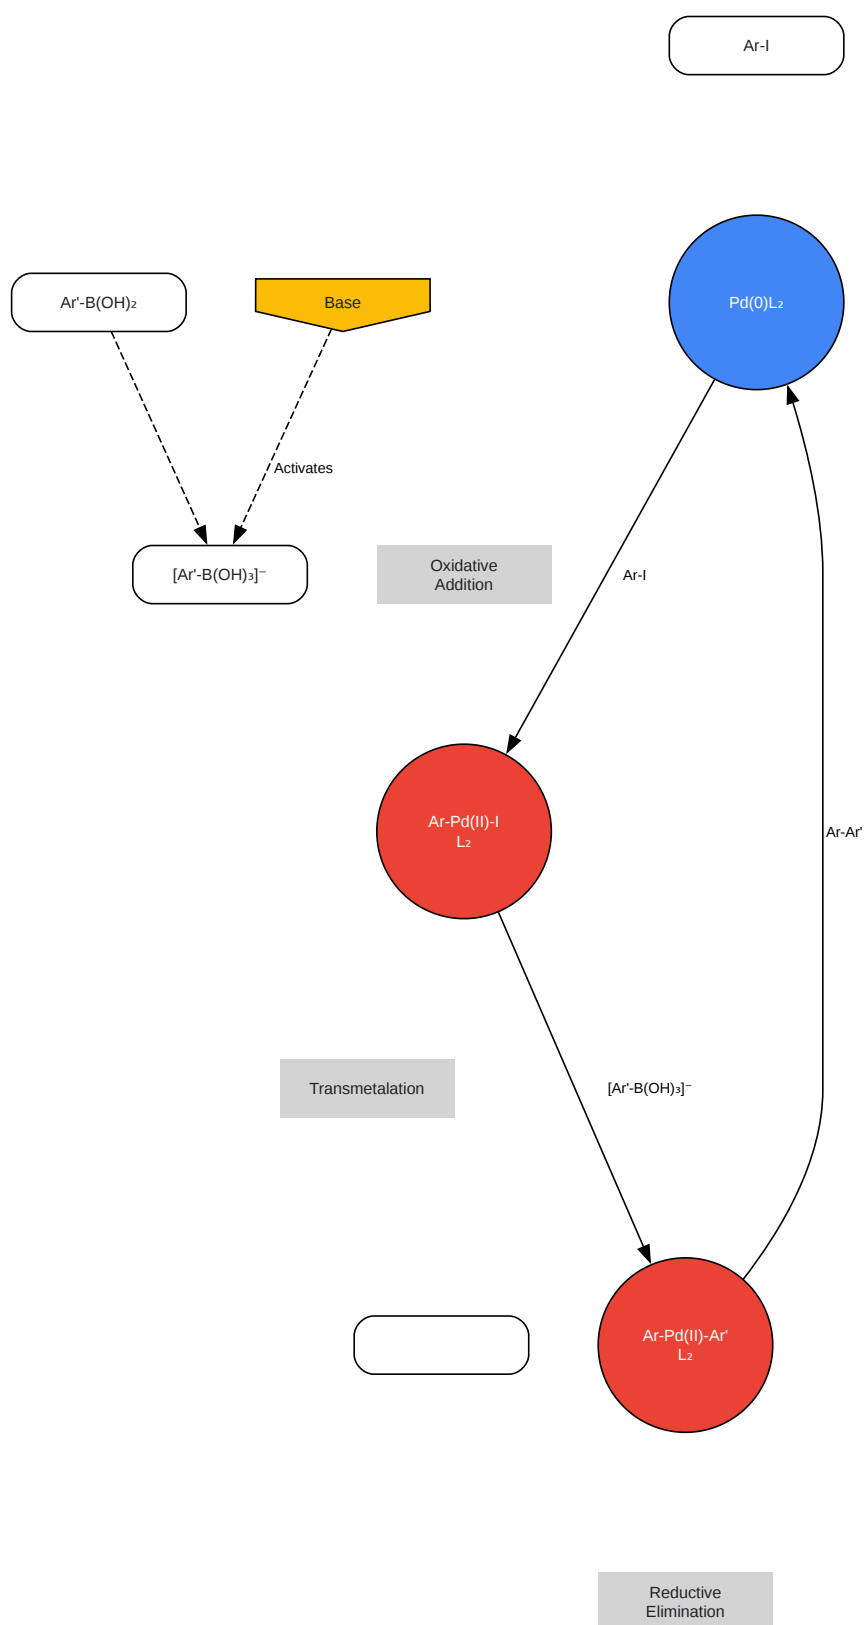 Ar-I
Ar'-B(OH)₂
Base
Pd(0)L₂
Activates
[Ar'-B(OH)₃]⁻
Oxidative
Addition
Ar-I
Ar-Pd(II)-I
L₂
Ar-Ar'
Transmetalation
[Ar'-B(OH)₃]⁻
Ar-Pd(II)-Ar'
L₂
Reductive
Elimination